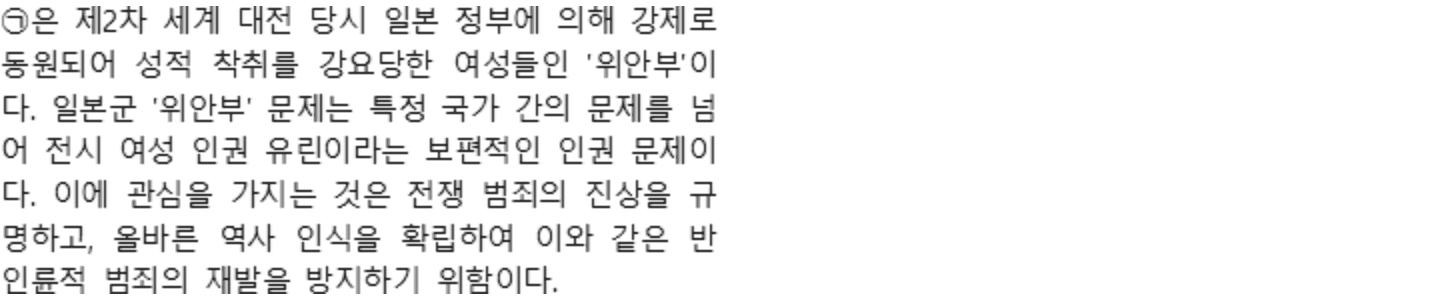 ㉠은 제2차 세계 대전 당시 일본 정부에 의해 강제로
동원되어 성적 착취를 강요당한 여성들인 '위안부'이
다. 일본군 '위안부' 문제는 특정 국가 간의 문제를 넘
어 전시 여성 인권 유린이라는 보편적인 인권 문제이
다. 이에 관심을 가지는 것은 전쟁 범죄의 진상을 규
명하고, 올바른 역사 인식을 확립하여 이와 같은 반
인륜적 범죄의 재발을 방지하기 위함이다.